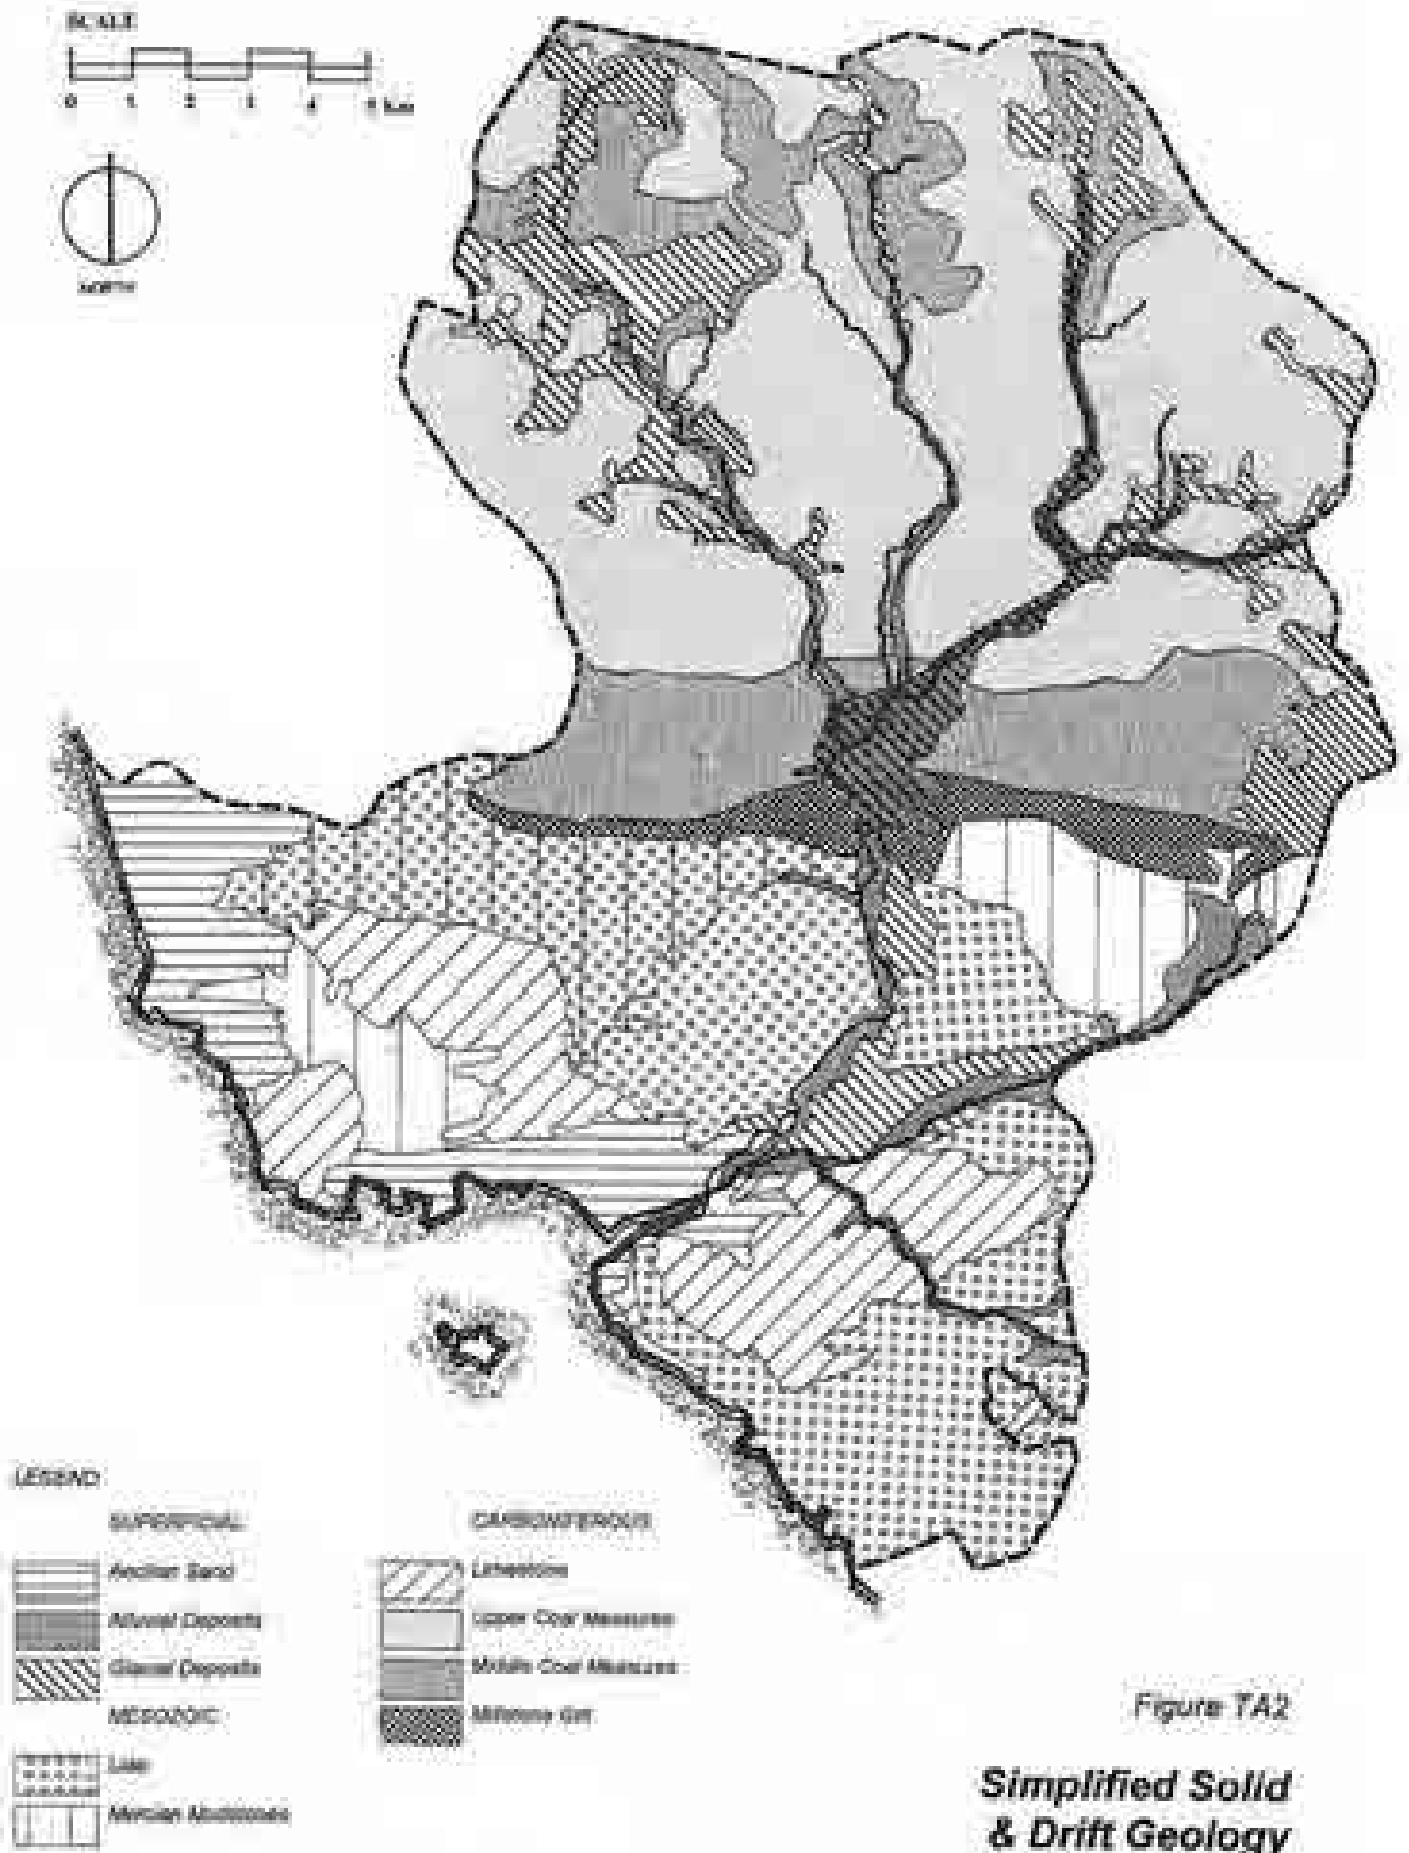 SCALE
0 1 2 3 4 5 km
NORTH
LEGEND
SUPERFICIAL
Aeolian Sand
Alluvial Deposits
Glacial Deposits
MESOZOIC
Lias
Mercian Mudstones
CARBONIFEROUS
Limestone
Upper Coal Measures
Middle Coal Measures
Millstone Grit
Figure TA2
Simplified Solid
& Drift Geology